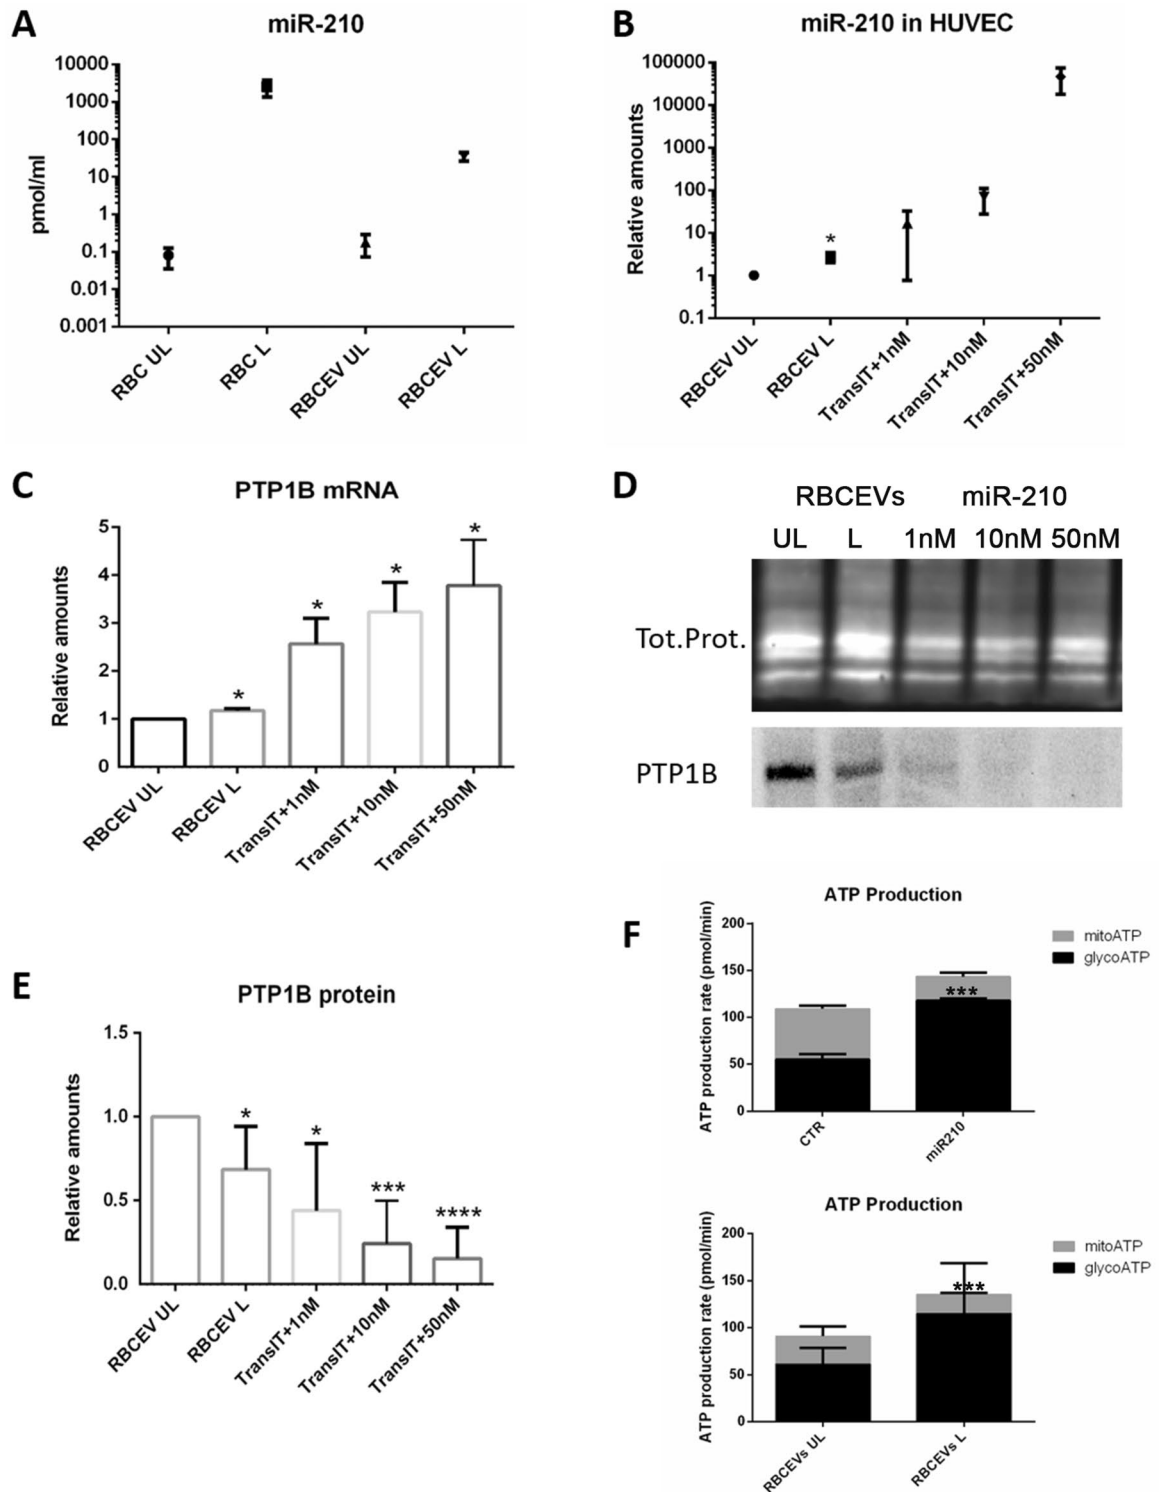 A
miR-210
pmol/ml
10000
1000
100
10
1
0.1
0.01
0.001
RBC UL
RBC L
RBCEV UL
RBCEV L
B
miR-210 in HUVEC
Relative amounts
100000
10000
1000
100
10
1
0.1
*
RBCEV UL
RBCEV L
TransIT+1nM
TransIT+10nM
TransIT+50nM
C
PTP1B mRNA
Relative amounts
5
4
3
2
1
0
* * * *
RBCEV UL
RBCEV L
TransIT+1nM
TransIT+10nM
TransIT+50nM
D
RBCEVs miR-210
UL L 1nM 10nM 50nM
Tot.Prot.
PTP1B
E
PTP1B protein
Relative amounts
1.5
1.0
0.5
0.0
* * *** ****
RBCEV UL
RBCEV L
TransIT+1nM
TransIT+10nM
TransIT+50nM
F
ATP Production
ATP production rate (pmol/min)
200
150
100
50
0
***
CTR
miR210
mitoATP
glycoATP
ATP Production
ATP production rate (pmol/min)
200
150
100
50
0
***
RBCEVs UL
RBCEVs L
mitoATP
glycoATP